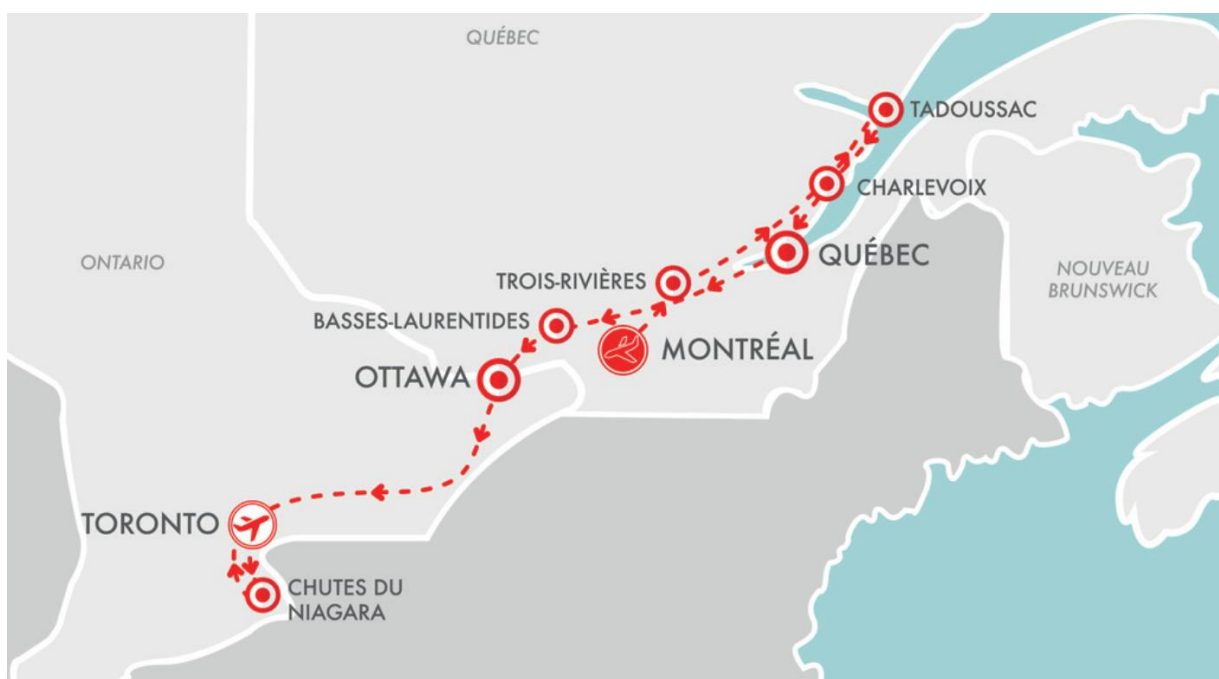 QUÉBEC
TADOUSSAC
CHARLEVOIX
QUÉBEC
ONTARIO
NOUVEAU
BRUNSWICK
TROIS-RIVIÈRES
BASSES-LAURENTIDES
MONTRÉAL
OTTAWA
TORONTO
CHUTES DU
NIAGARA